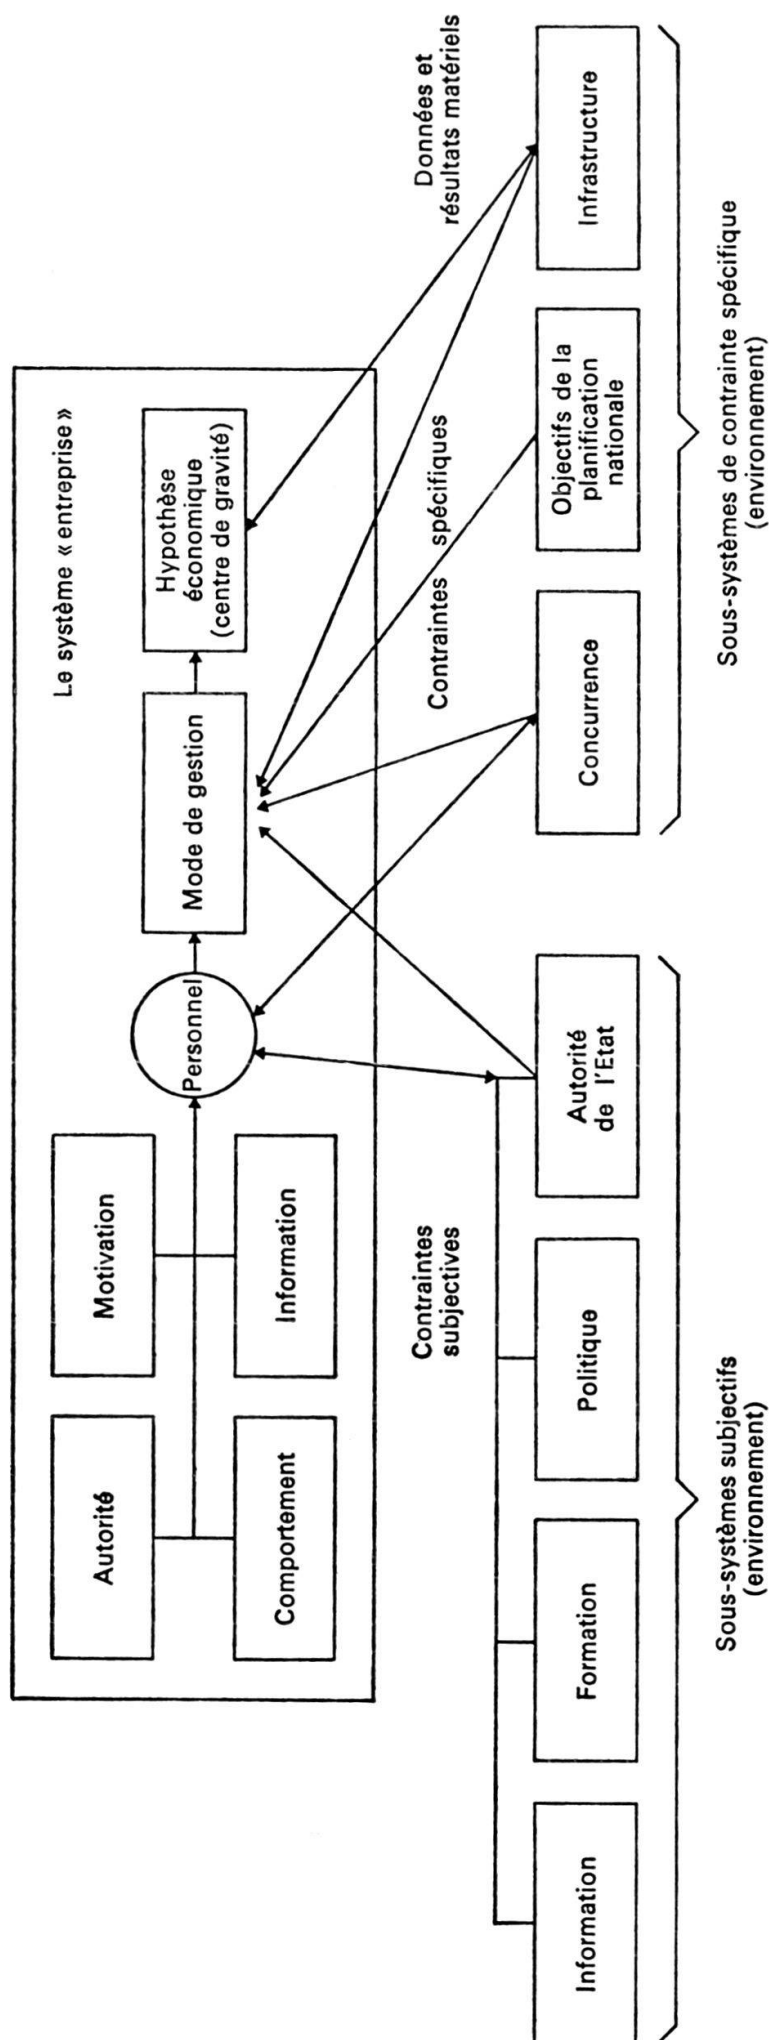 Le système « entreprise »
Autorité
Motivation
Comportement
Information
Personnel
Mode de gestion
Hypothèse
économique
(centre de gravité)
Contraintes
subjectives
Contraintes spécifiques
Données et
résultats matériels
Information
Formation
Politique
Autorité
de l'Etat
Concurrence
Objectifs de la
planification
nationale
Infrastructure
Sous-systèmes subjectifs
(environnement)
Sous-systèmes de contrainte spécifique
(environnement)